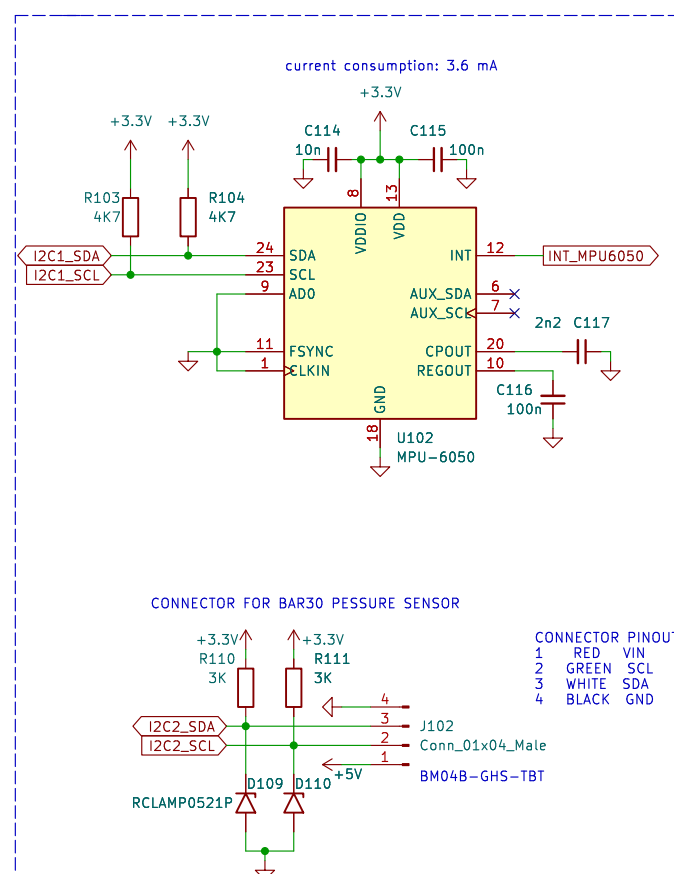 current consumption: 3.6 mA
+3.3V
+3.3V +3.3V
C114 C115
10n 100n
8 13
R103 R104
4K7 4K7
VDDIO VDD
I2C1_SDA 24 SDA INT 12 INT_MPU6050
I2C1_SCL 23 SCL
9 AD0 AUX_SDA 6
AUX_SCL 7
2n2 C117
11 FSYNC CPOUT 20
1 CLKIN REGOUT 10
GND C116
100n
18 U102
MPU-6050
CONNECTOR FOR BAR30 PESSURE SENSOR
+3.3V +3.3V
CONNECTOR PINOUT
R110 R111
3K 3K
1 RED VIN
2 GREEN SCL
3 WHITE SDA
4 BLACK GND
4
I2C2_SDA 3 J102
I2C2_SCL 2 Conn_01x04_Male
+5V 1 BM04B-GHS-TBT
D109 D110
RCLAMP0521P